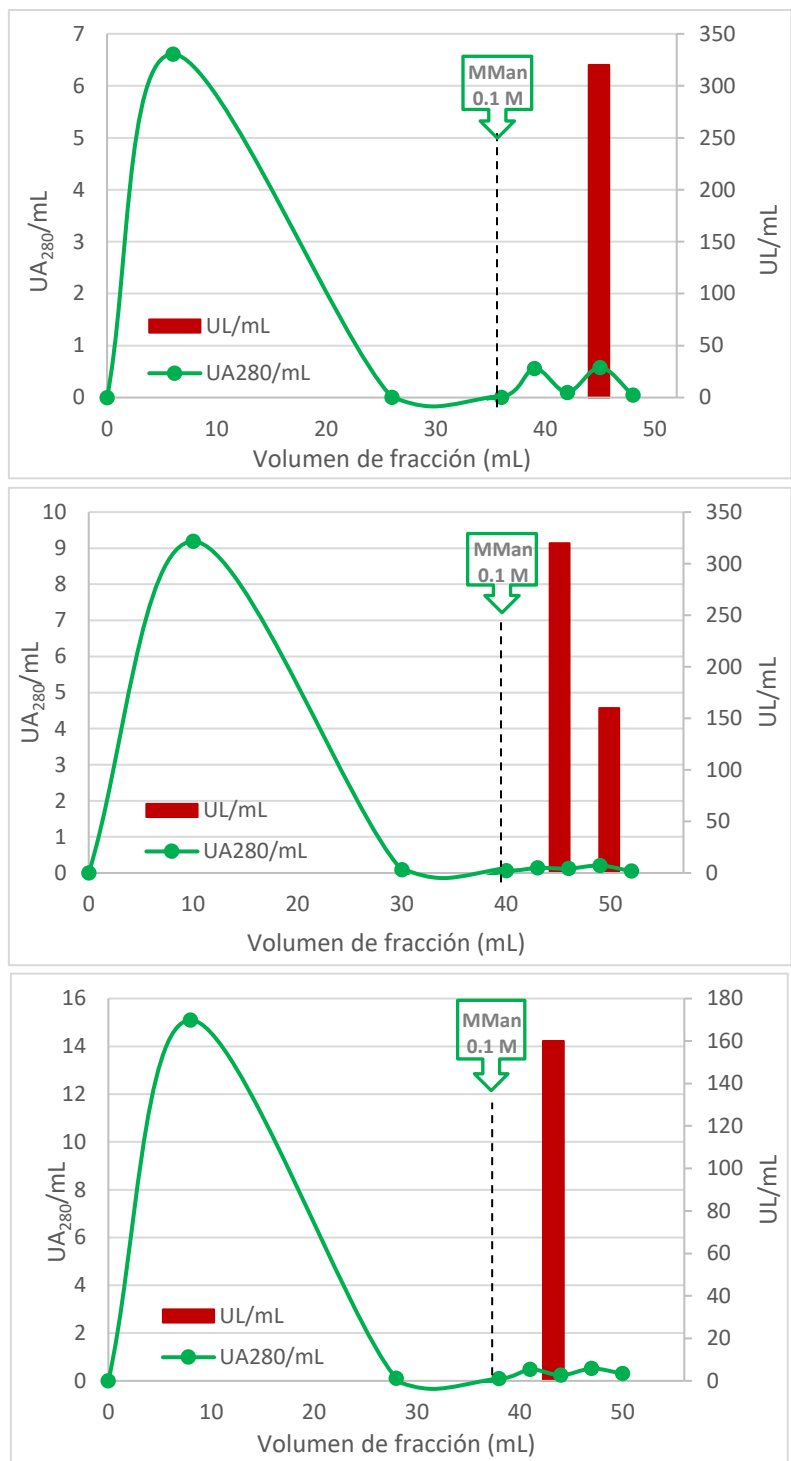 7
6
5
4
3
2
1
0
UA280/mL
350
300
250
200
150
100
50
0
UL/mL
MMan
0.1 M
UL/mL
UA280/mL
0 10 20 30 40 50
Volumen de fracción (mL)
10
9
8
7
6
5
4
3
2
1
0
UA280/mL
350
300
250
200
150
100
50
0
UL/mL
MMan
0.1 M
UL/mL
UA280/mL
0 10 20 30 40 50
Volumen de fracción (mL)
16
14
12
10
8
6
4
2
0
UA280/mL
180
160
140
120
100
80
60
40
20
0
UL/mL
MMan
0.1 M
UL/mL
UA280/mL
0 10 20 30 40 50
Volumen de fracción (mL)